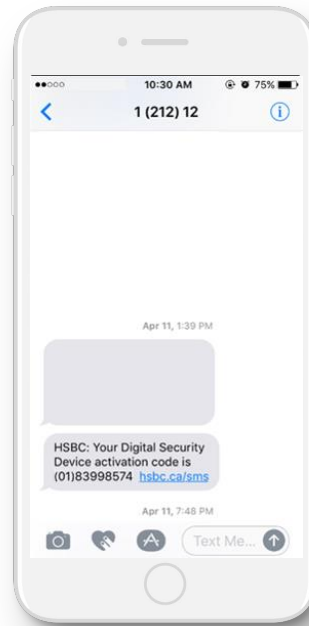 10:30 AM 75%
1 (212) 12
Apr 11, 1:39 PM
HSBC: Your Digital Security
Device activation code is
(01)83998574 hsbc.ca/sms
Apr 11, 7:48 PM
Text Me...